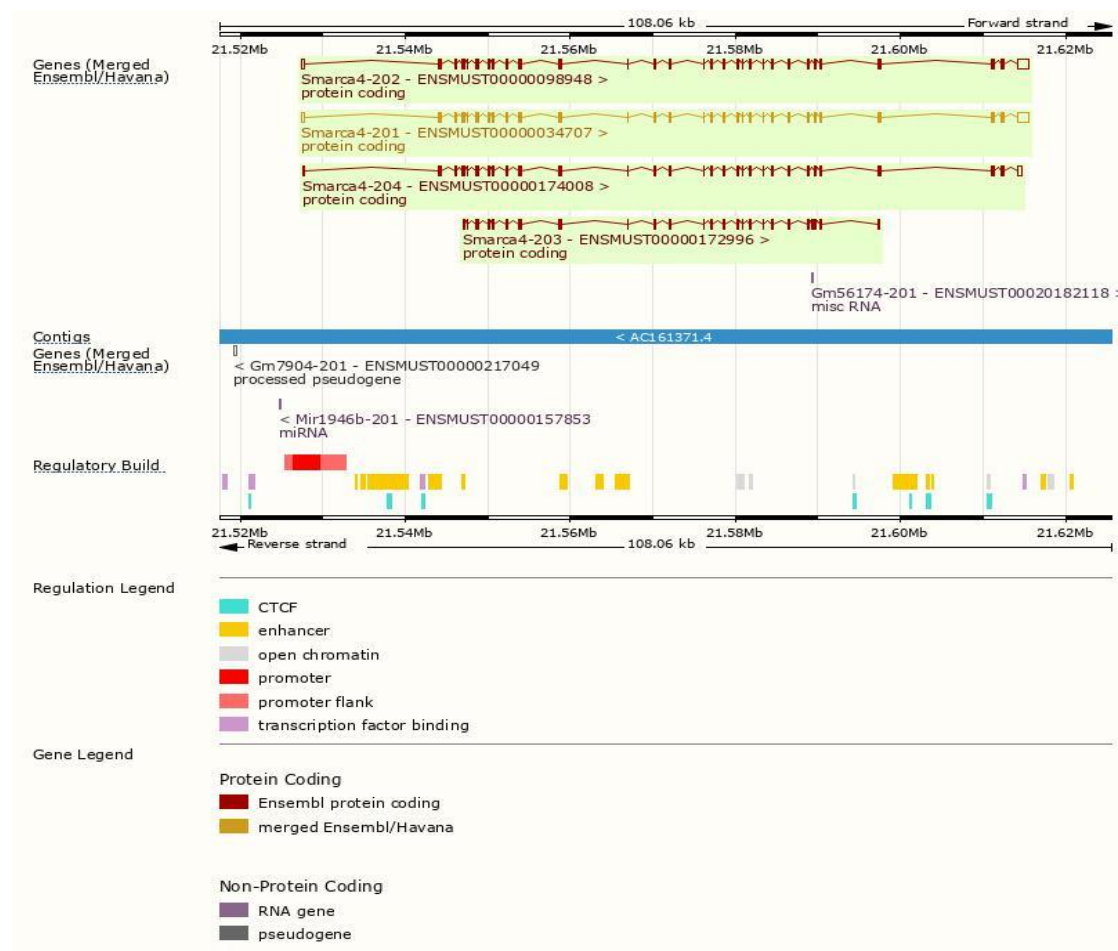 108.06 kb Forward strand
21.52Mb 21.54Mb 21.56Mb 21.58Mb 21.60Mb 21.62Mb
Genes (Merged
Ensembl/Havana)
Smarca4-202 - ENSMUST00000098948 >
protein coding
Smarca4-201 - ENSMUST00000034707 >
protein coding
Smarca4-204 - ENSMUST00000174008 >
protein coding
Smarca4-203 - ENSMUST00000172996 >
protein coding
Gm56174-201 - ENSMUST00020182118 >
misc RNA
Contigs < AC161371.4
Genes (Merged
Ensembl/Havana)
< Gm7904-201 - ENSMUST00000217049
processed pseudogene
< Mir1946b-201 - ENSMUST00000157853
miRNA
Regulatory Build
21.52Mb 21.54Mb 21.56Mb 21.58Mb 21.60Mb 21.62Mb
Reverse strand 108.06 kb
Regulation Legend
CTCF
enhancer
open chromatin
promoter
promoter flank
transcription factor binding
Gene Legend
Protein Coding
Ensembl protein coding
merged Ensembl/Havana
Non-Protein Coding
RNA gene
pseudogene